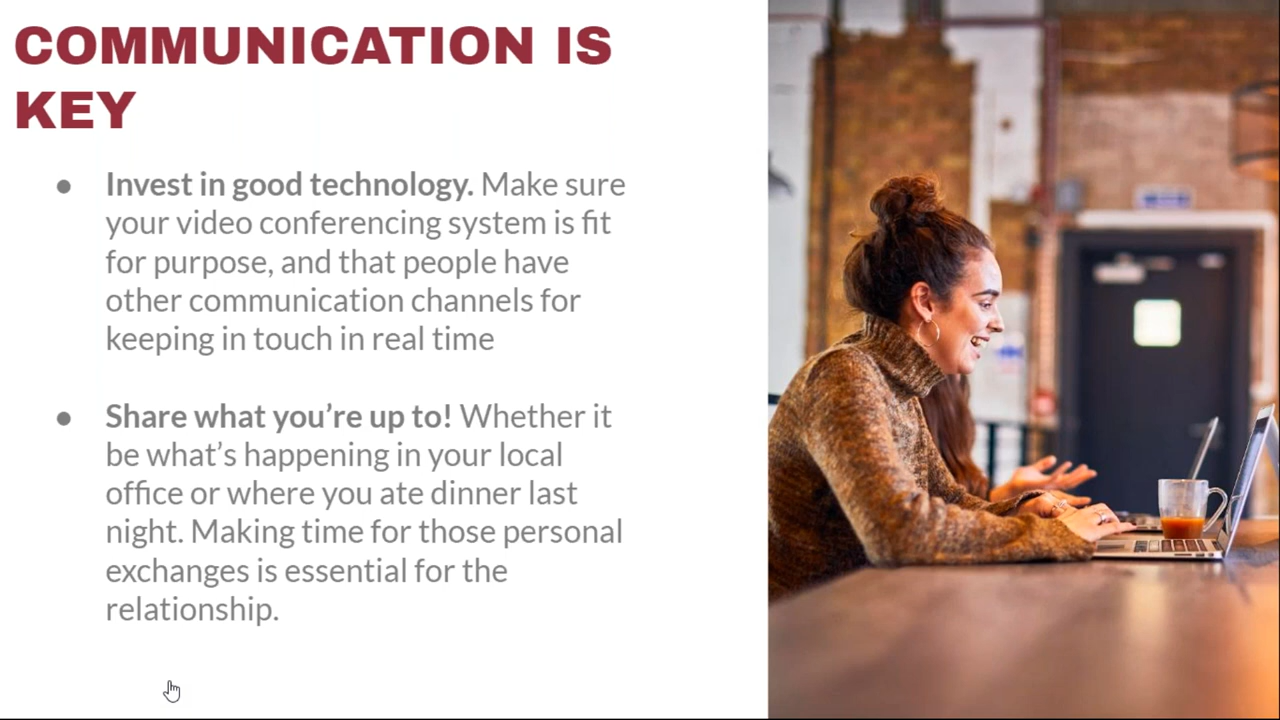 COMMUNICATION IS
KEY
● Invest in good technology. Make sure
your video conferencing system is fit
for purpose, and that people have
other communication channels for
keeping in touch in real time
● Share what you’re up to! Whether it
be what’s happening in your local
office or where you ate dinner last
night. Making time for those personal
exchanges is essential for the
relationship.